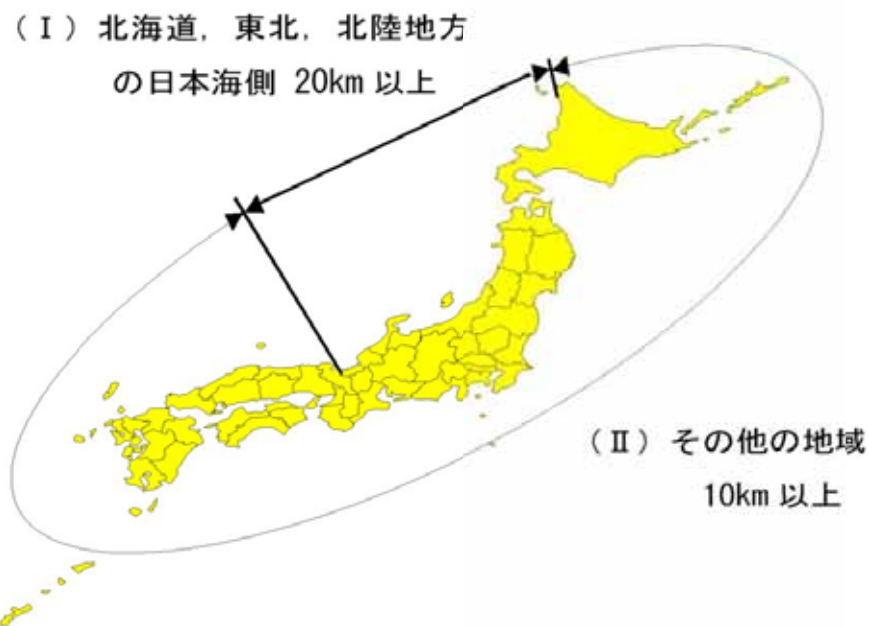 (Ⅰ) 北海道, 東北, 北陸地方
の日本海側 20km 以上
(Ⅱ) その他の地域
10km 以上